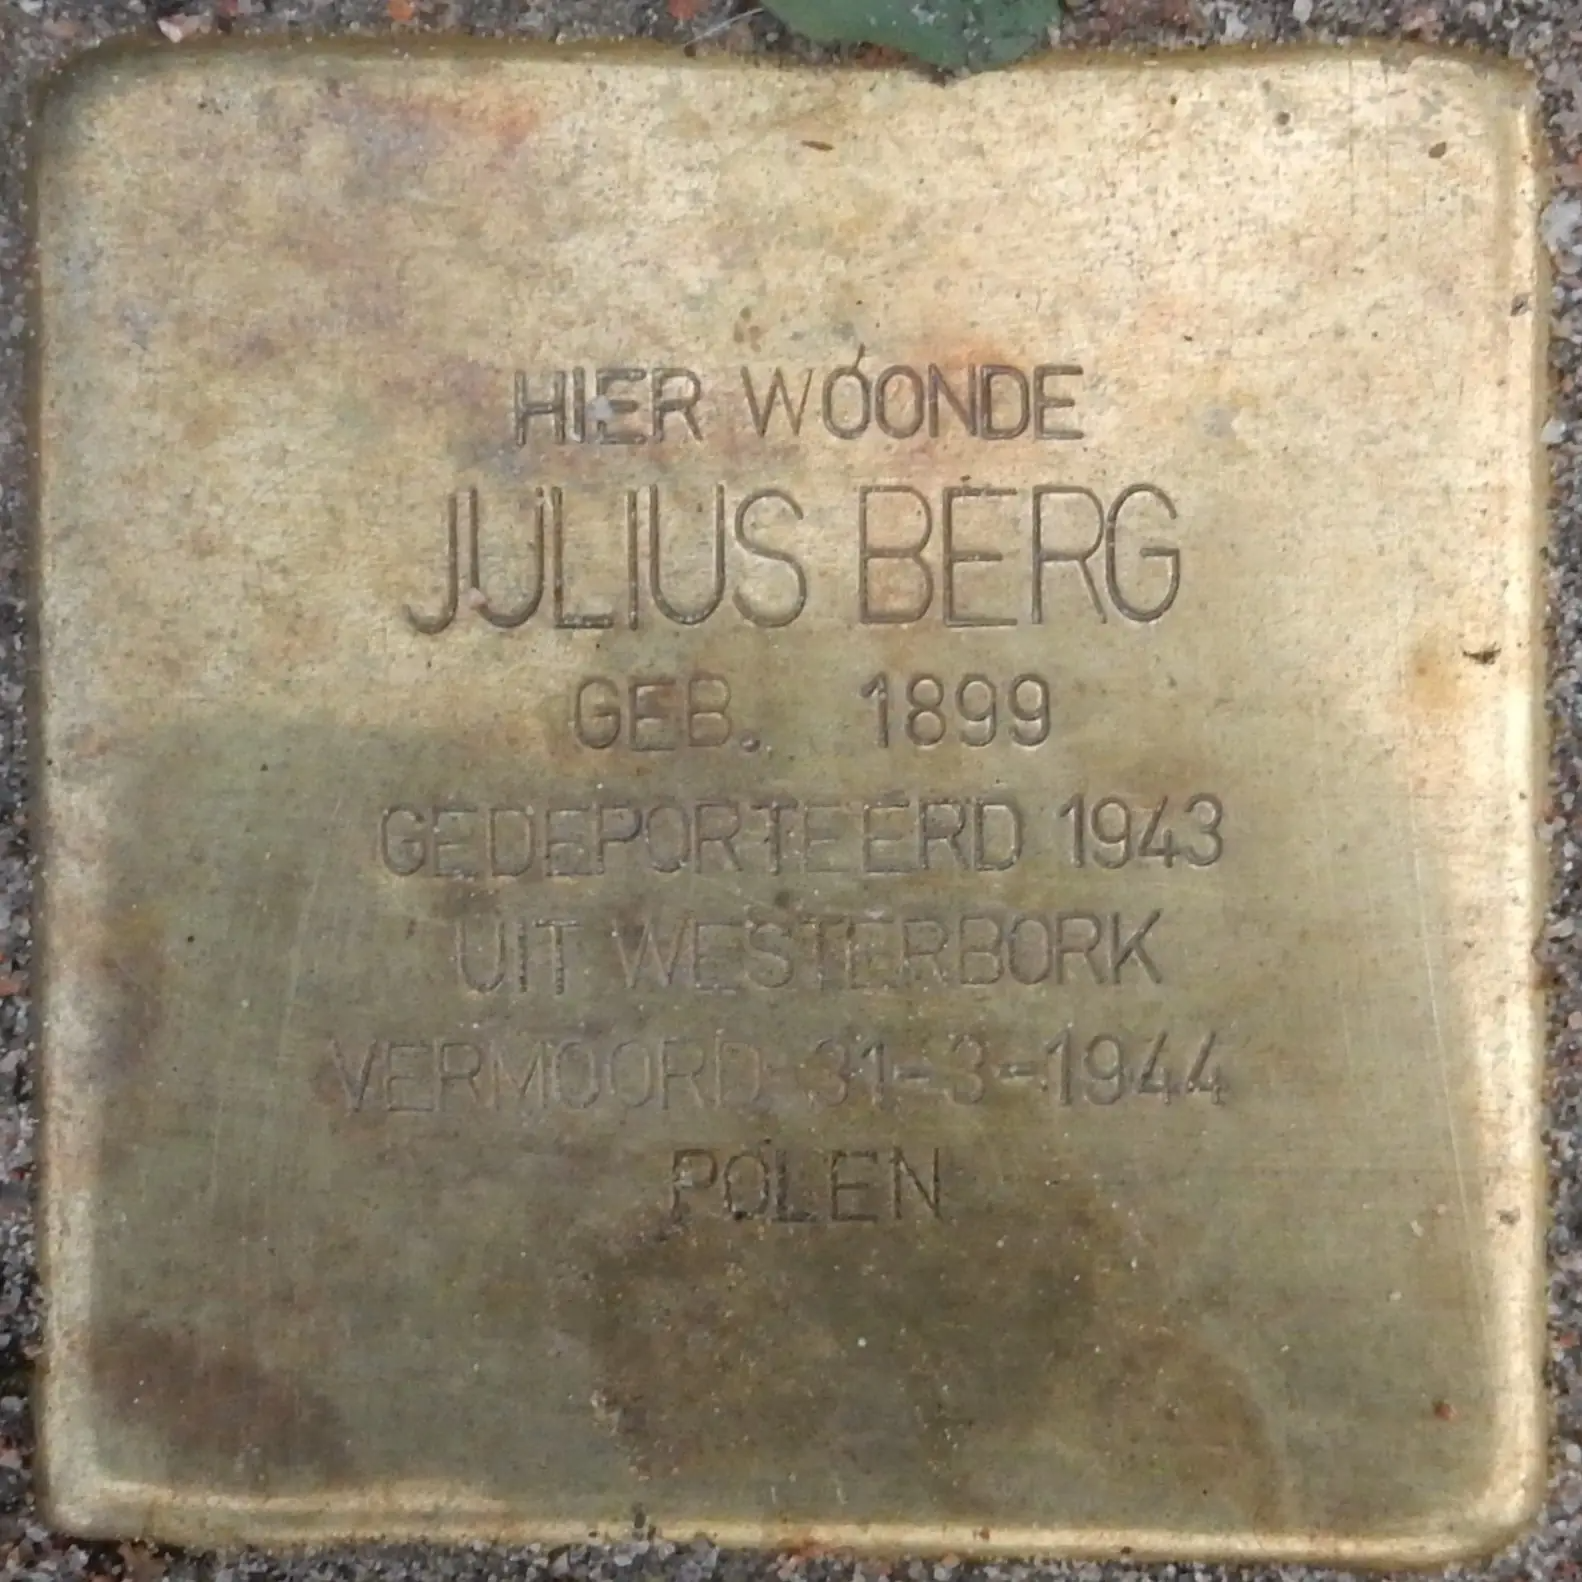 HIER WOONDE
JULIUS BERG
GEB. 1899
GEDEPORTEERD 1943
UIT WESTERBORK
VERMOORD 31-3-1944
POLEN